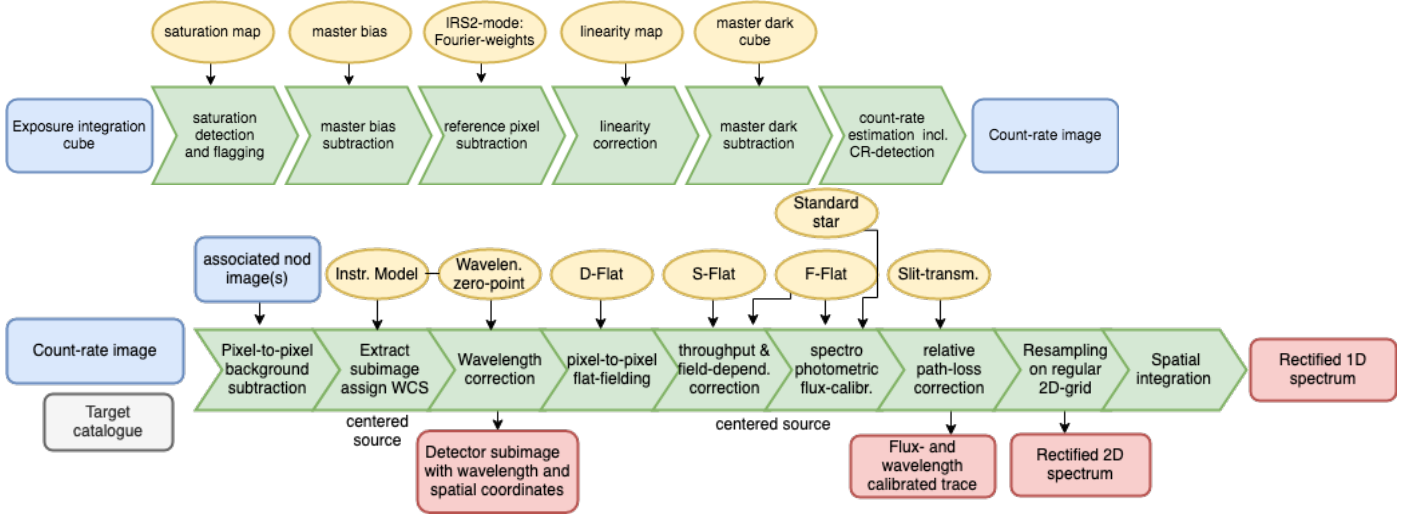 saturation map
master bias
IRS2-mode:
Fourier-weights
linearity map
master dark
cube
Exposure integration
cube
saturation
detection
and flagging
master bias
subtraction
reference pixel
subtraction
linearity
correction
master dark
subtraction
count-rate
estimation incl.
CR-detection
Count-rate image
Standard
star
associated nod
image(s)
Instr. Model
Wavelen.
zero-point
D-Flat
S-Flat
F-Flat
Slit-transm.
Count-rate image
Target
catalogue
Pixel-to-pixel
background
subtraction
Extract
subimage
assign WCS
Wavelength
correction
pixel-to-pixel
flat-fielding
throughput &
field-depend.
correction
spectro
photometric
flux-calibr.
relative
path-loss
correction
Resampling
on regular
2D-grid
Spatial
integration
Rectified 1D
spectrum
centered
source
centered source
Detector subimage
with wavelength and
spatial coordinates
Flux- and
wavelength
calibrated trace
Rectified 2D
spectrum